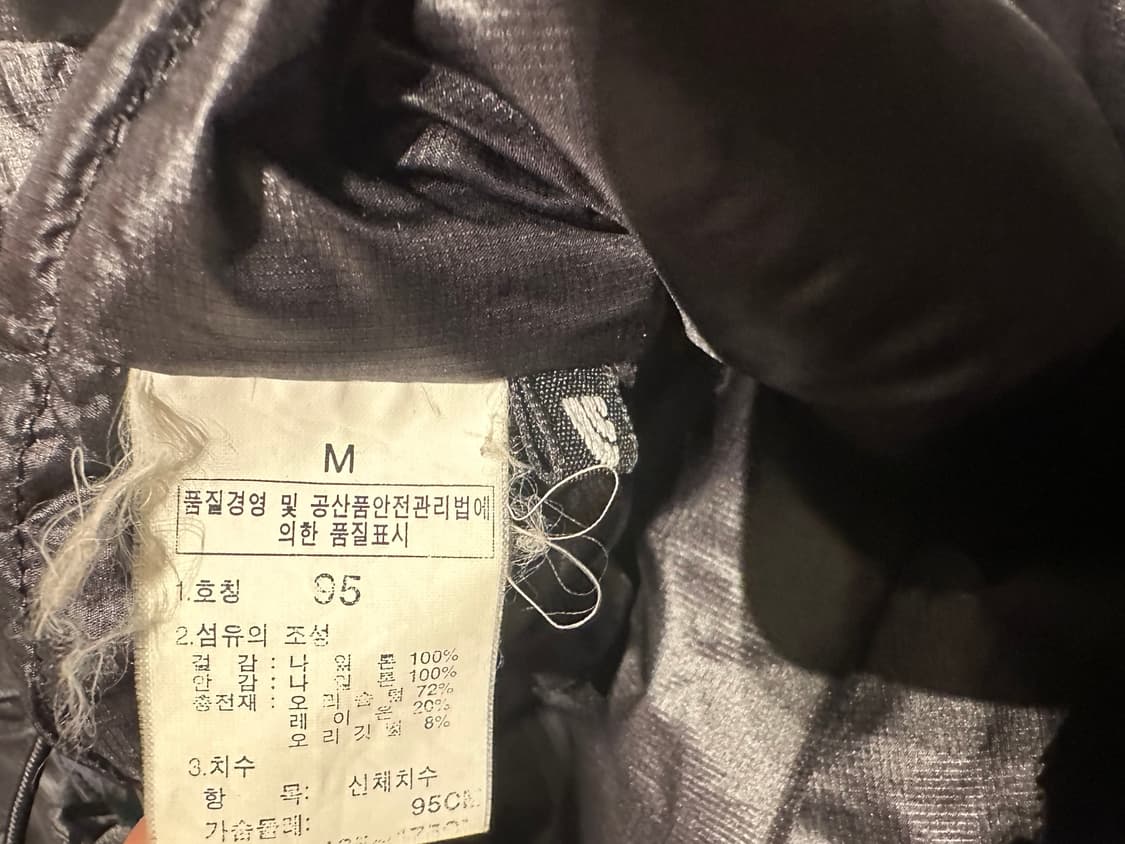 M
품질경영 및 공산품안전관리법에
의한 품질표시
1.호칭 95
2.섬유의 조성
겉 감 : 나 일 론 100%
안 감 : 나 일 론 100%
충전재 : 오 리 솜 털 72%
레 이 온 20%
오 리 깃 털 8%
3.치수
항 목: 신체치수
가슴둘레: 95CM